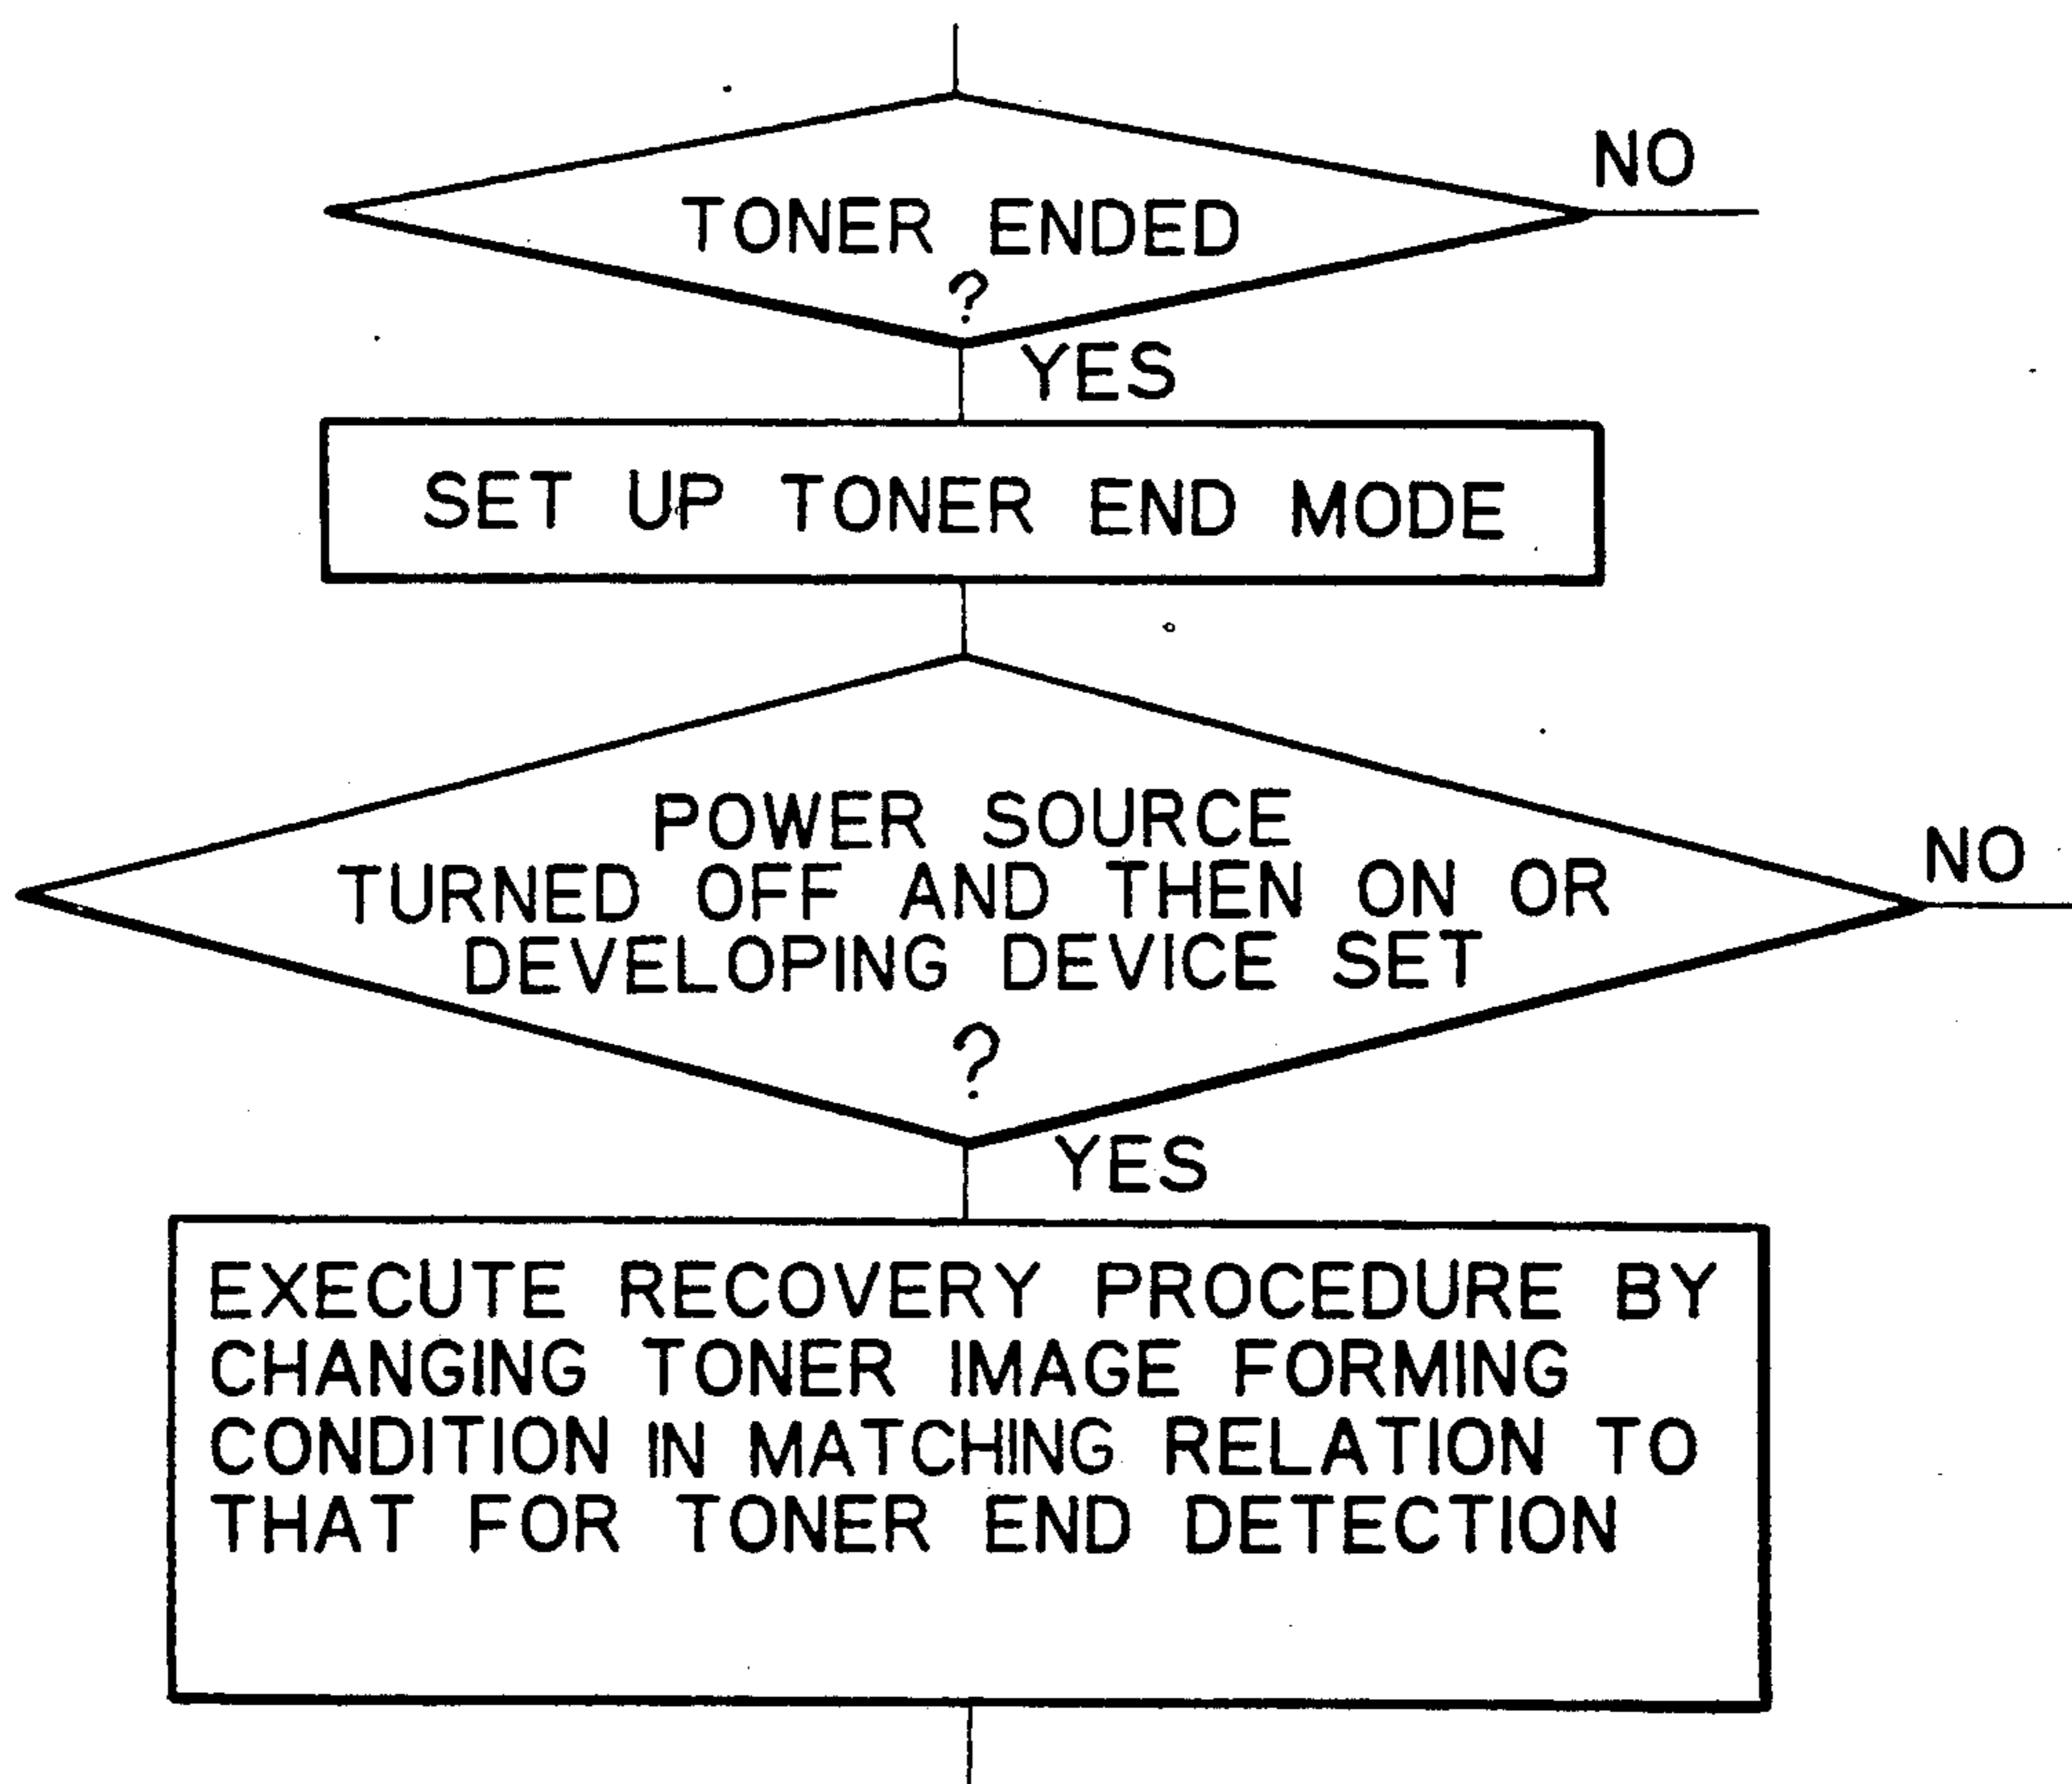 NO
TONER ENDED
?
YES
SET UP TONER END MODE
POWER SOURCE
TURNED OFF AND THEN ON OR
DEVELOPING DEVICE SET
?
NO
YES
EXECUTE RECOVERY PROCEDURE BY
CHANGING TONER IMAGE FORMING
CONDITION IN MATCHING RELATION TO
THAT FOR TONER END DETECTION